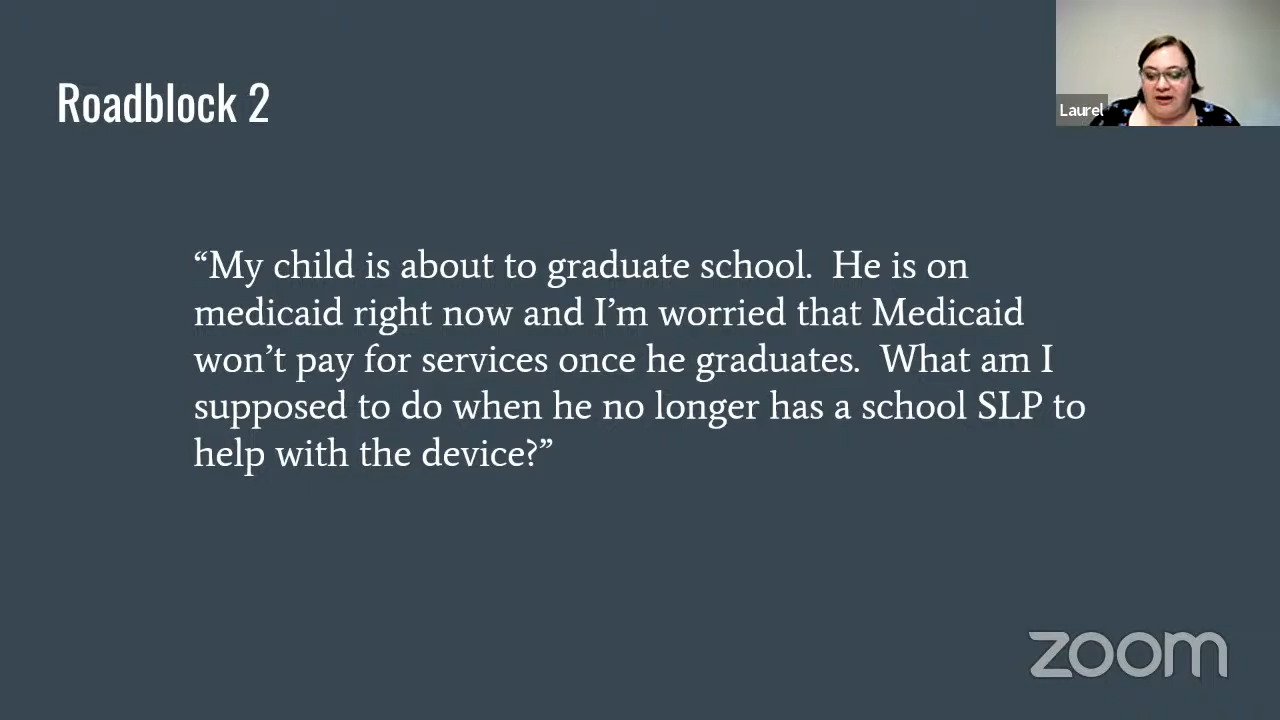 Roadblock 2
Laurel
“My child is about to graduate school.  He is on
medicaid right now and I’m worried that Medicaid
won’t pay for services once he graduates.  What am I
supposed to do when he no longer has a school SLP to
help with the device?”
zoom